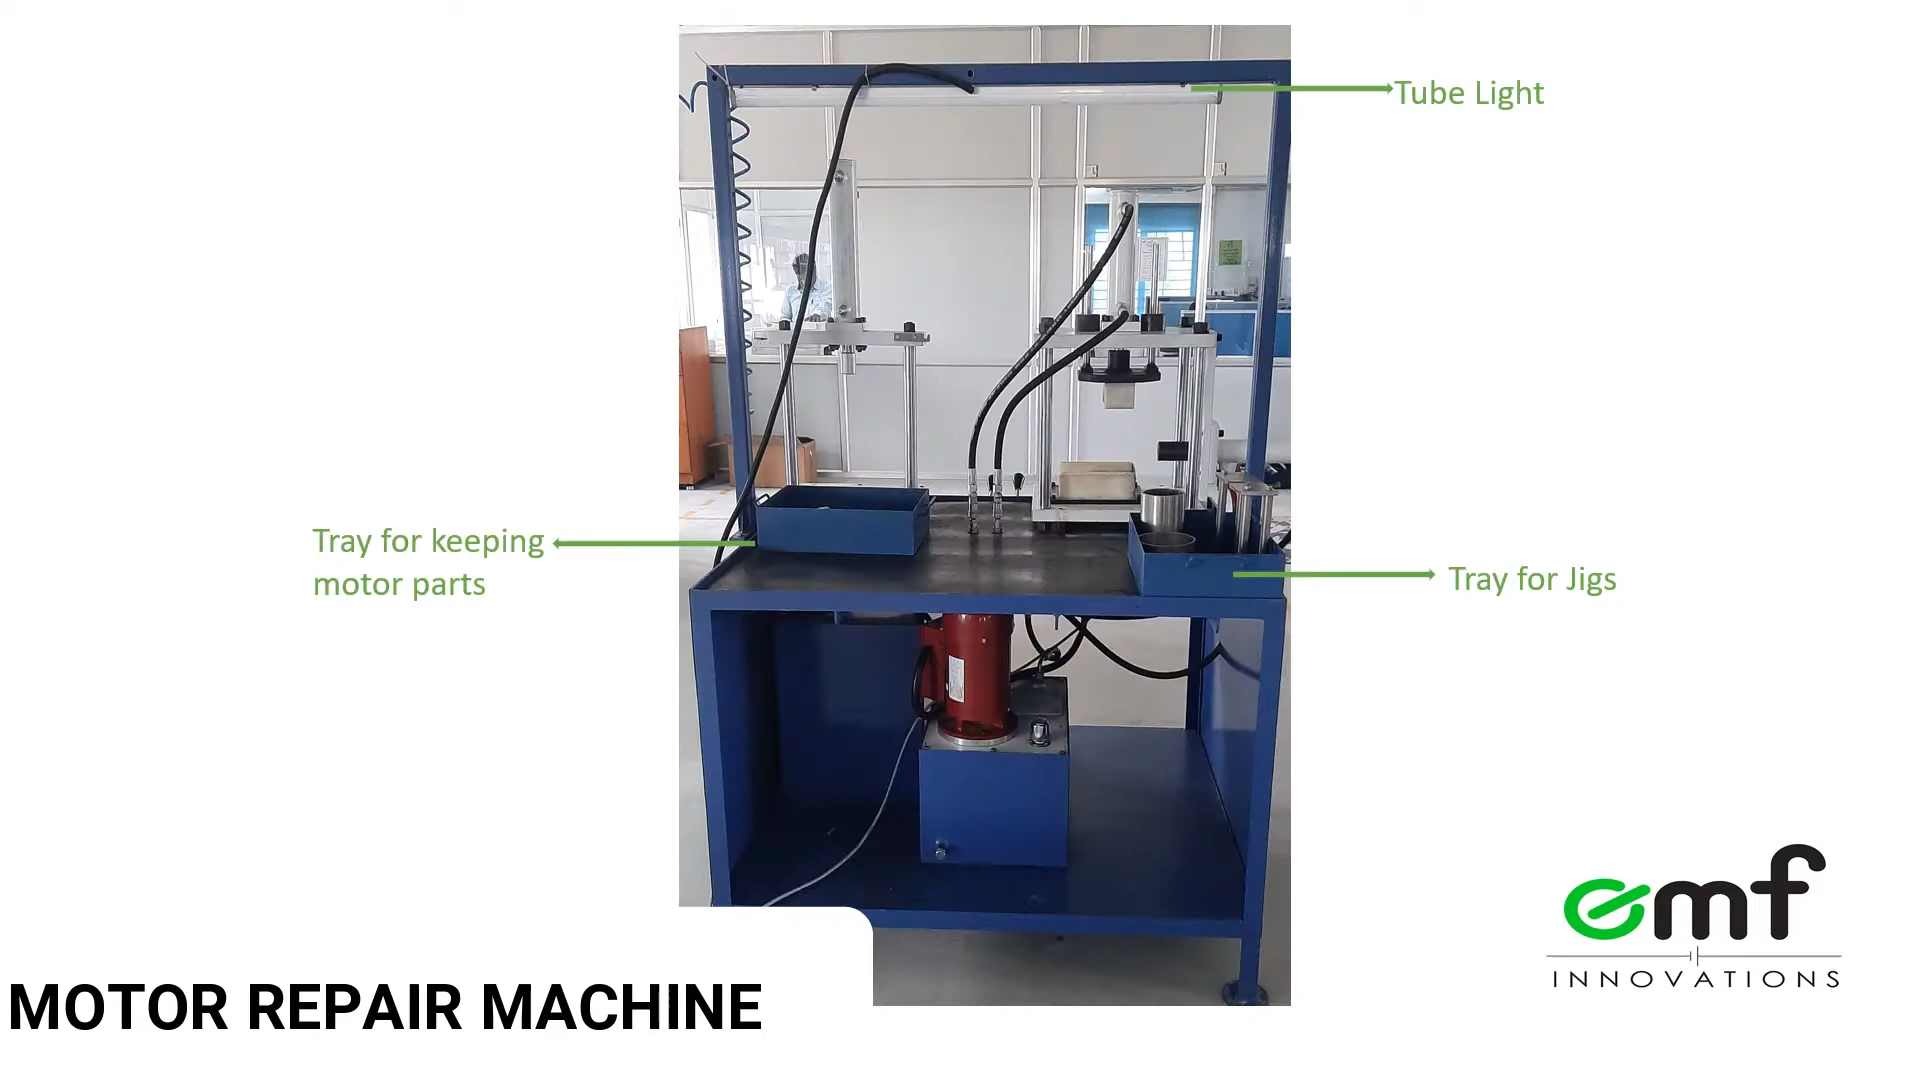 Tube Light
Tray for keeping
motor parts
Tray for Jigs
emf
INNOVATIONS
MOTOR REPAIR MACHINE